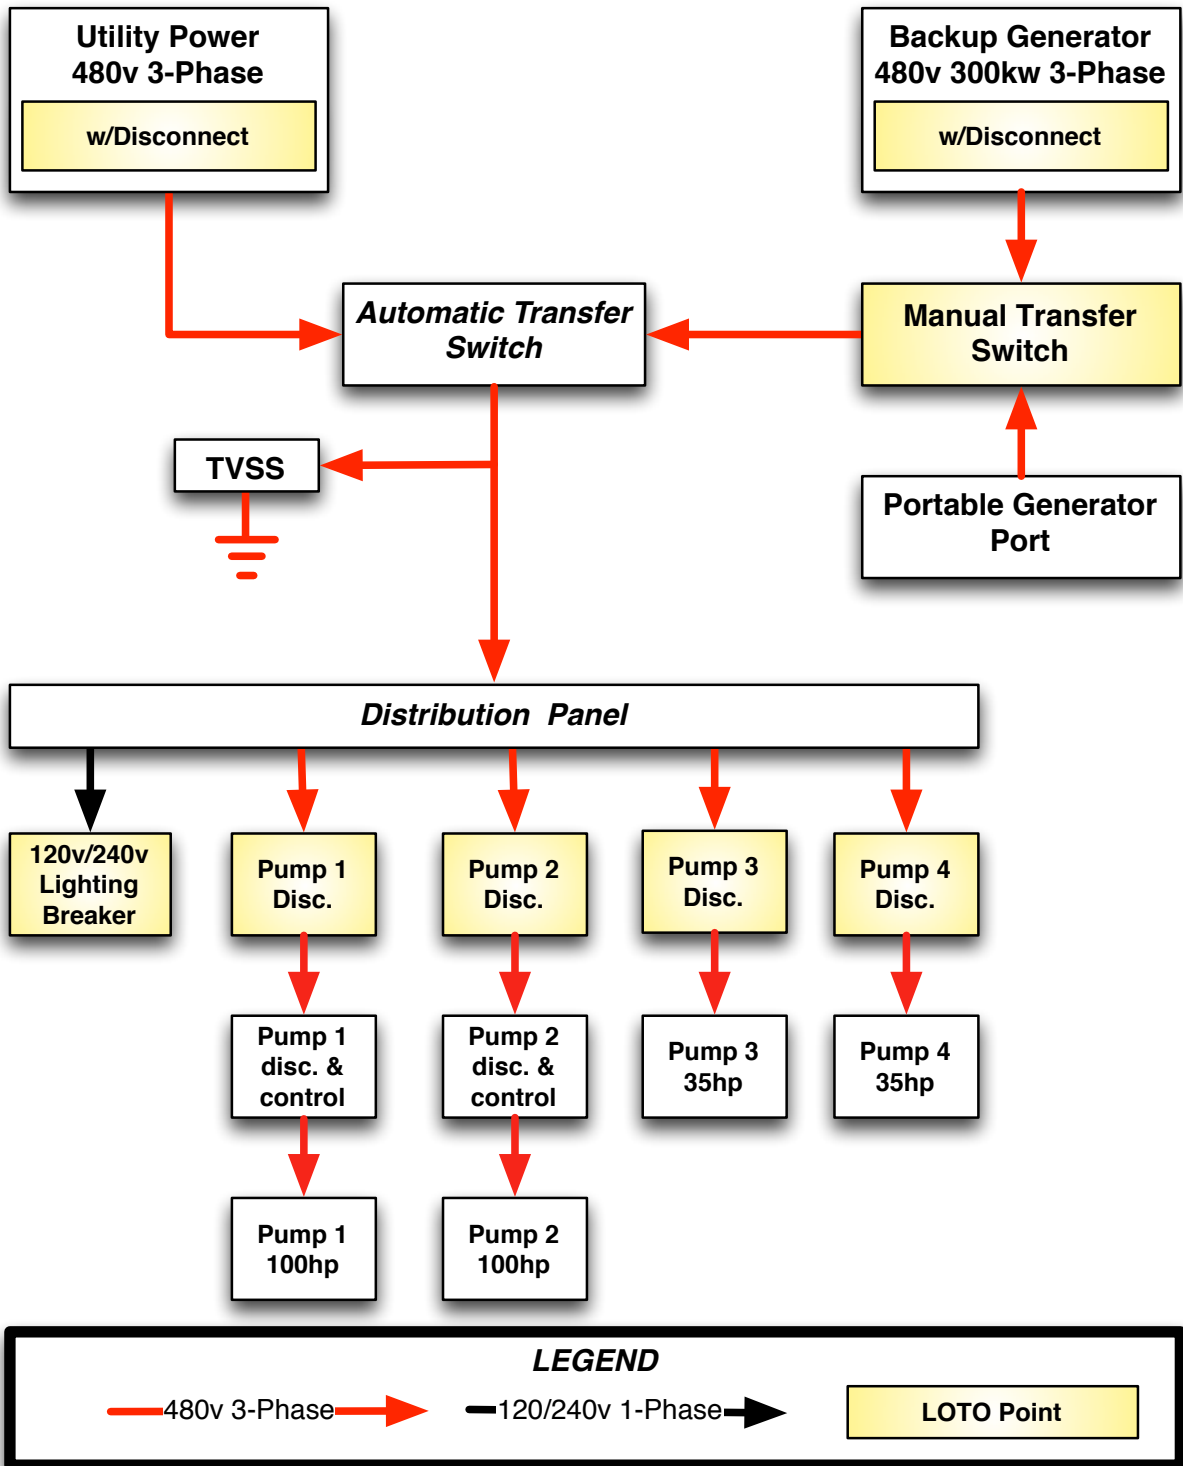 Utility Power
480v 3-Phase
w/Disconnect
Backup Generator
480v 300kw 3-Phase
w/Disconnect
Automatic Transfer
Switch
Manual Transfer
Switch
TVSS
Portable Generator
Port
Distribution Panel
120v/240v
Lighting
Breaker
Pump 1
Disc.
Pump 2
Disc.
Pump 3
Disc.
Pump 4
Disc.
Pump 1
disc. &
control
Pump 2
disc. &
control
Pump 3
35hp
Pump 4
35hp
Pump 1
100hp
Pump 2
100hp
LEGEND
480v 3-Phase
120/240v 1-Phase
LOTO Point